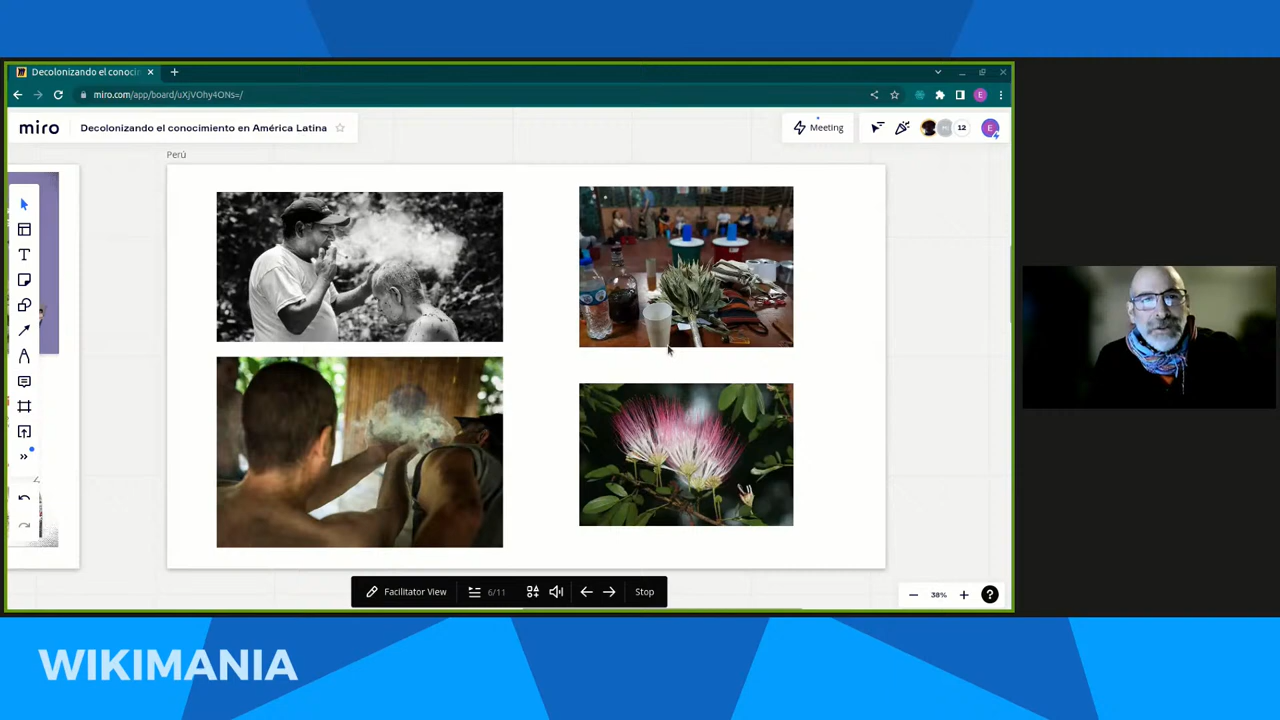 Decolonizando el conoci
miro.com/app/board/uXjVOhy4ONs=/
miro
Decolonizando el conocimiento en América Latina
Meeting
12
E
Perú
Facilitator View
6/11
Stop
38%
WIKIMANIA